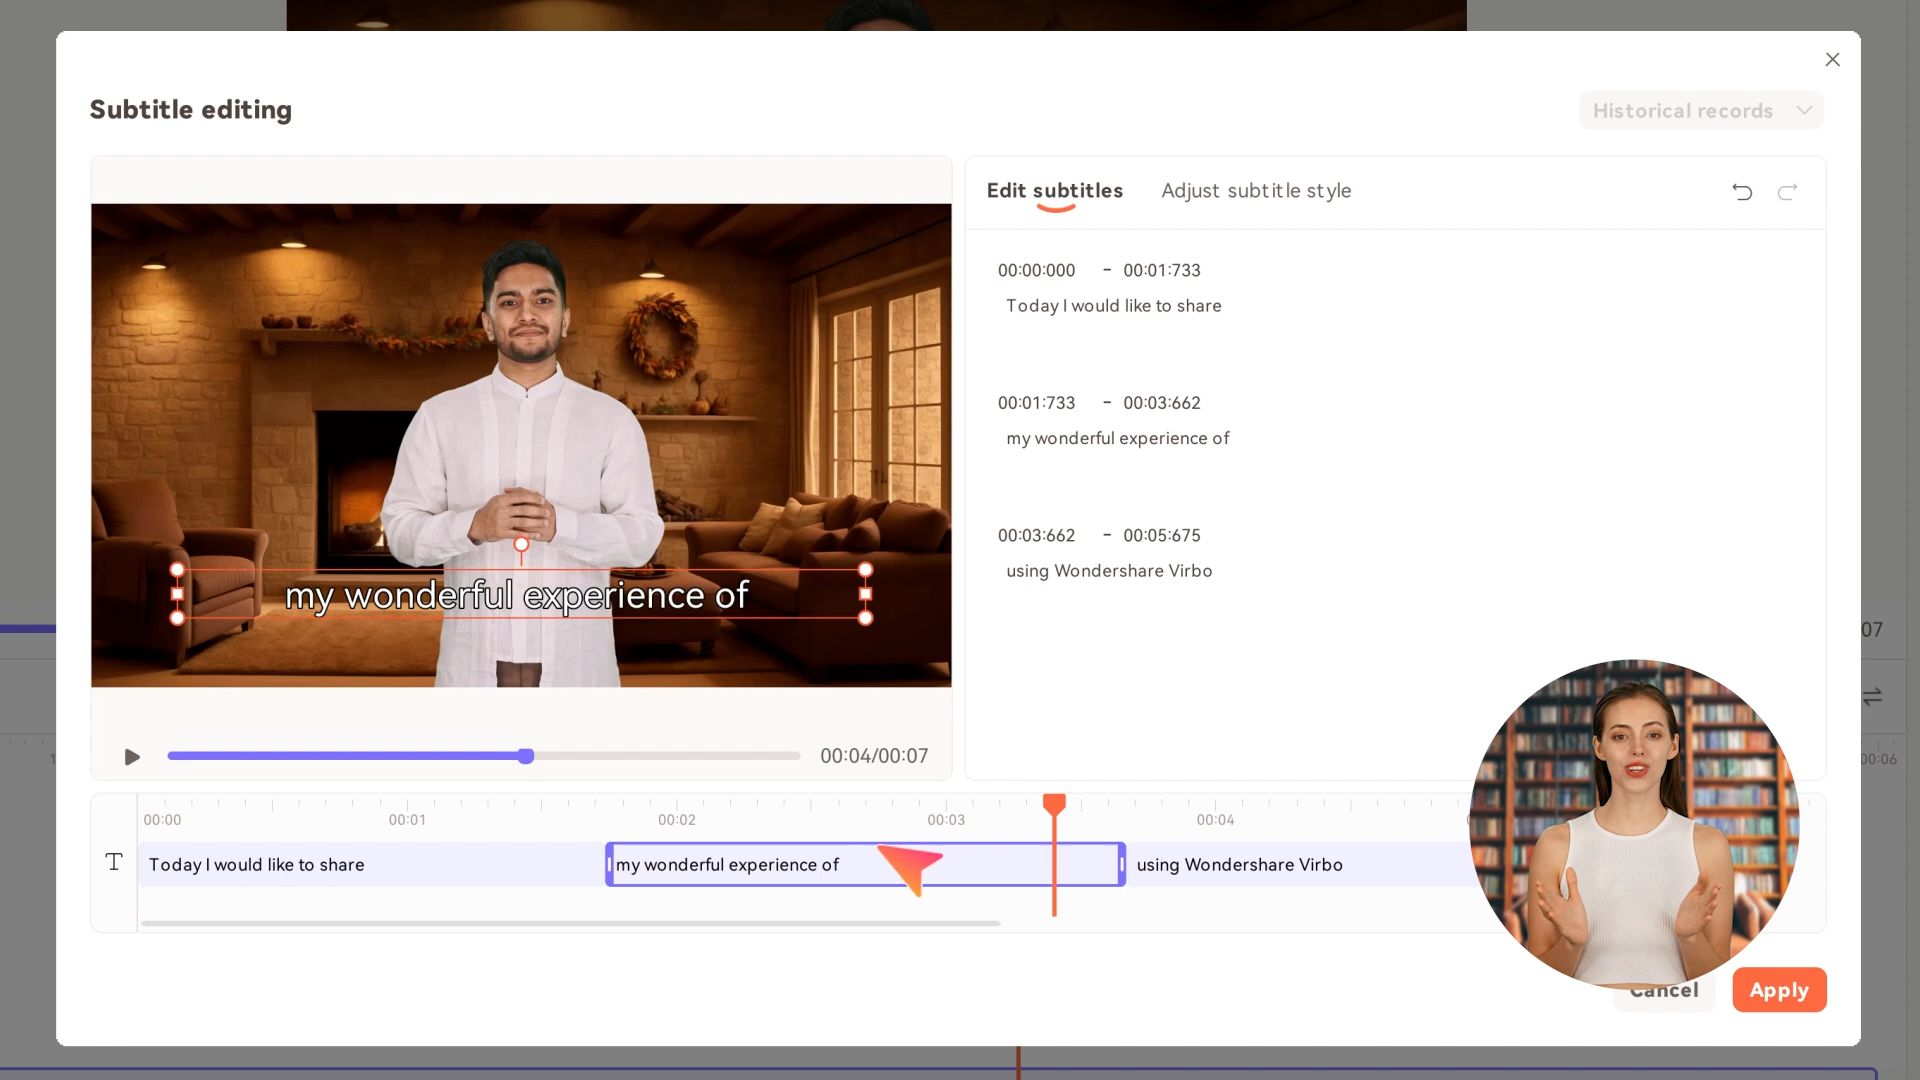 Subtitle editing
Historical records
Edit subtitles
Adjust subtitle style
00:00:000 - 00:01:733
Today I would like to share
00:01:733 - 00:03:662
my wonderful experience of
00:03:662 - 00:05:675
using Wondershare Virbo
my wonderful experience of
00:04/00:07
07
00:06
00:00
00:01
00:02
00:03
00:04
T
Today I would like to share
my wonderful experience of
using Wondershare Virbo
Cancel
Apply